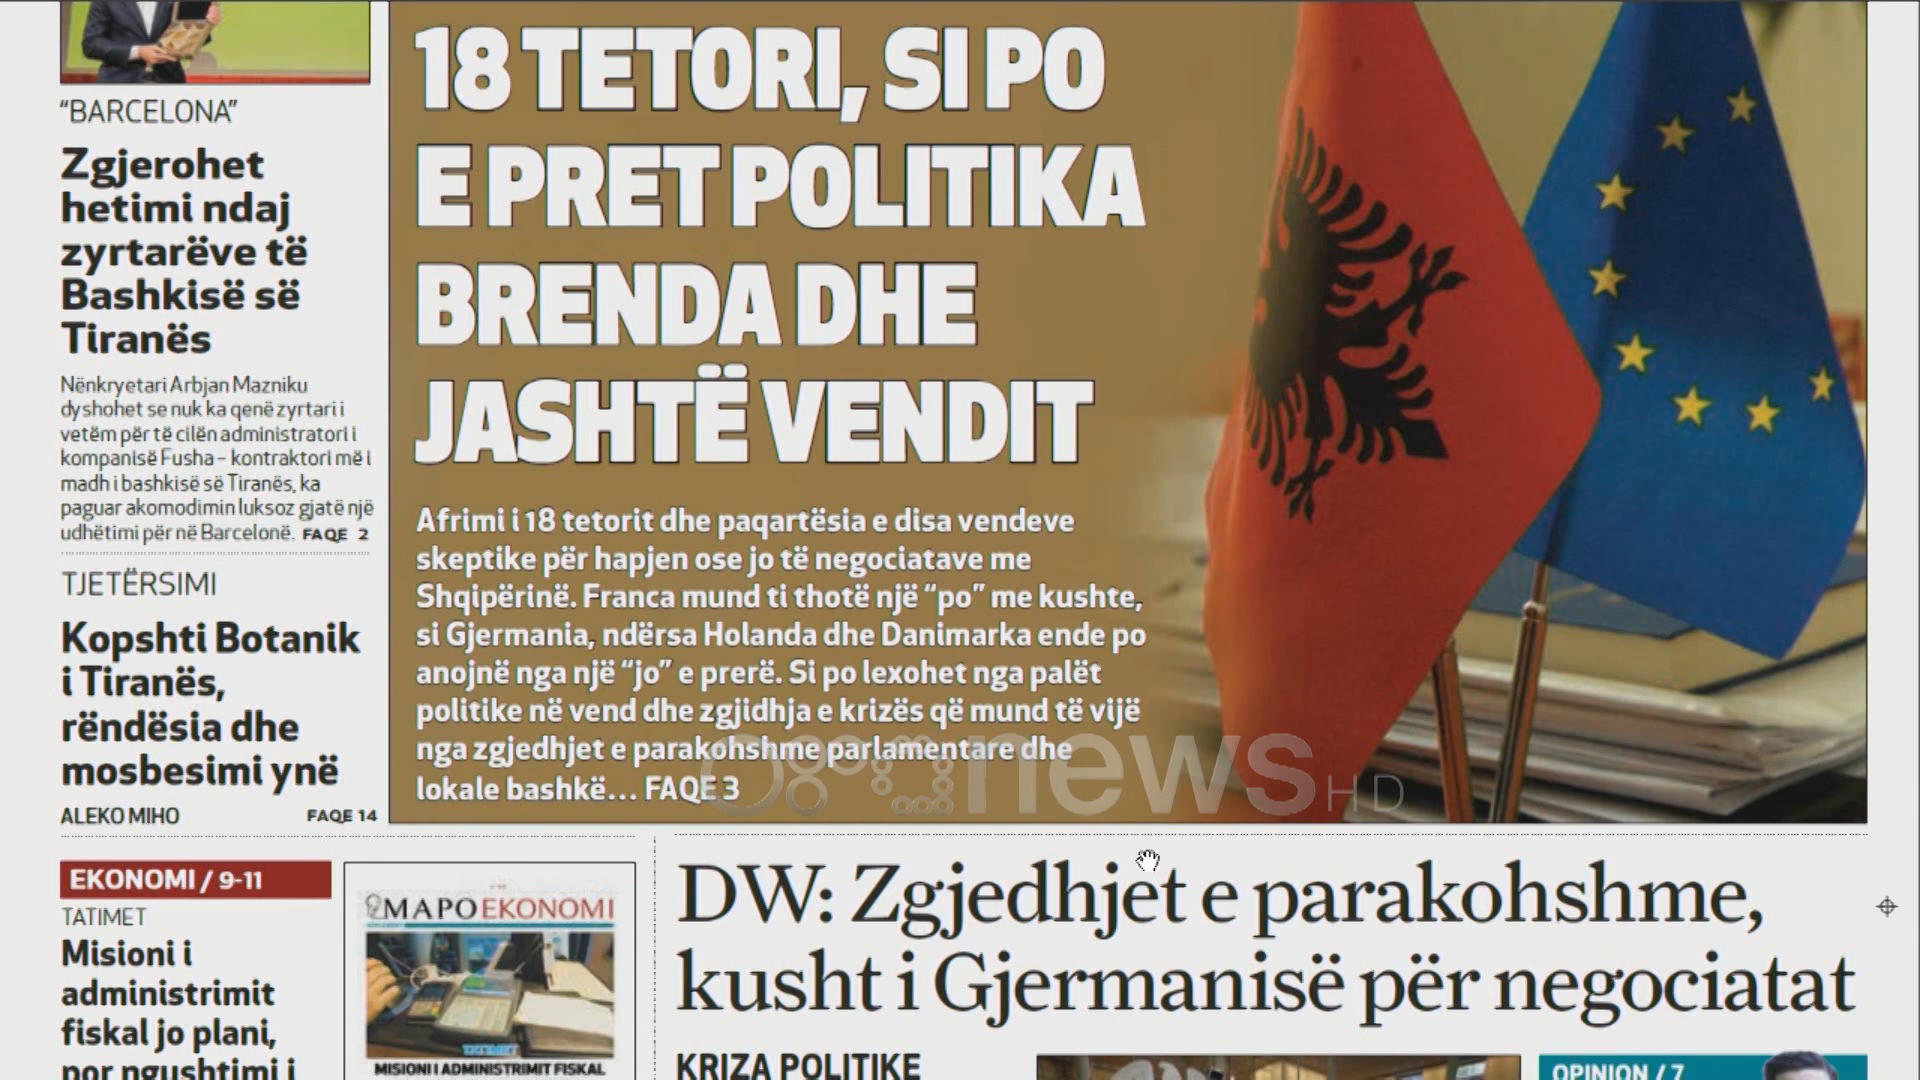 “BARCELONA”
Zgjerohet
hetimi ndaj
zyrtarëve të
Bashkisë së
Tiranës
Nënkryetari Arbjan Mazniku
dyshohet se nuk ka qenë zyrtari i
vetëm për të cilën administratori i
kompanisë Fusha – kontraktori më i
madh i bashkisë së Tiranës, ka
paguar akomodimin luksoz gjatë një
udhëtimi për në Barcelonë. FAQE 2
TJETËRSIMI
Kopshti Botanik
i Tiranës,
rëndësia dhe
mosbesimi ynë
ALEKO MIHO FAQE 14
18 TETORI, SI PO
E PRET POLITIKA
BRENDA DHE
JASHTË VENDIT
Afrimi i 18 tetorit dhe paqartësia e disa vendeve
skeptike për hapjen ose jo të negociatave me
Shqipërinë. Franca mund ti thotë një “po” me kushte,
si Gjermania, ndërsa Holanda dhe Danimarka ende po
anojnë nga një “jo” e prerë. Si po lexohet nga palët
politike në vend dhe zgjidhja e krizës që mund të vijë
nga zgjedhjet e parakohshme parlamentare dhe
lokale bashkë... FAQE 3
news HD
EKONOMI / 9-11
TATIMET
Misioni i
administrimit
fiskal jo plani,
por ngushtimi i
MAPO EKONOMI
TATIMET
MISIONI I ADMINISTRIMIT FISKAL
DW: Zgjedhjet e parakohshme,
kusht i Gjermanisë për negociatat
KRIZA POLITIKE
OPINION / 7